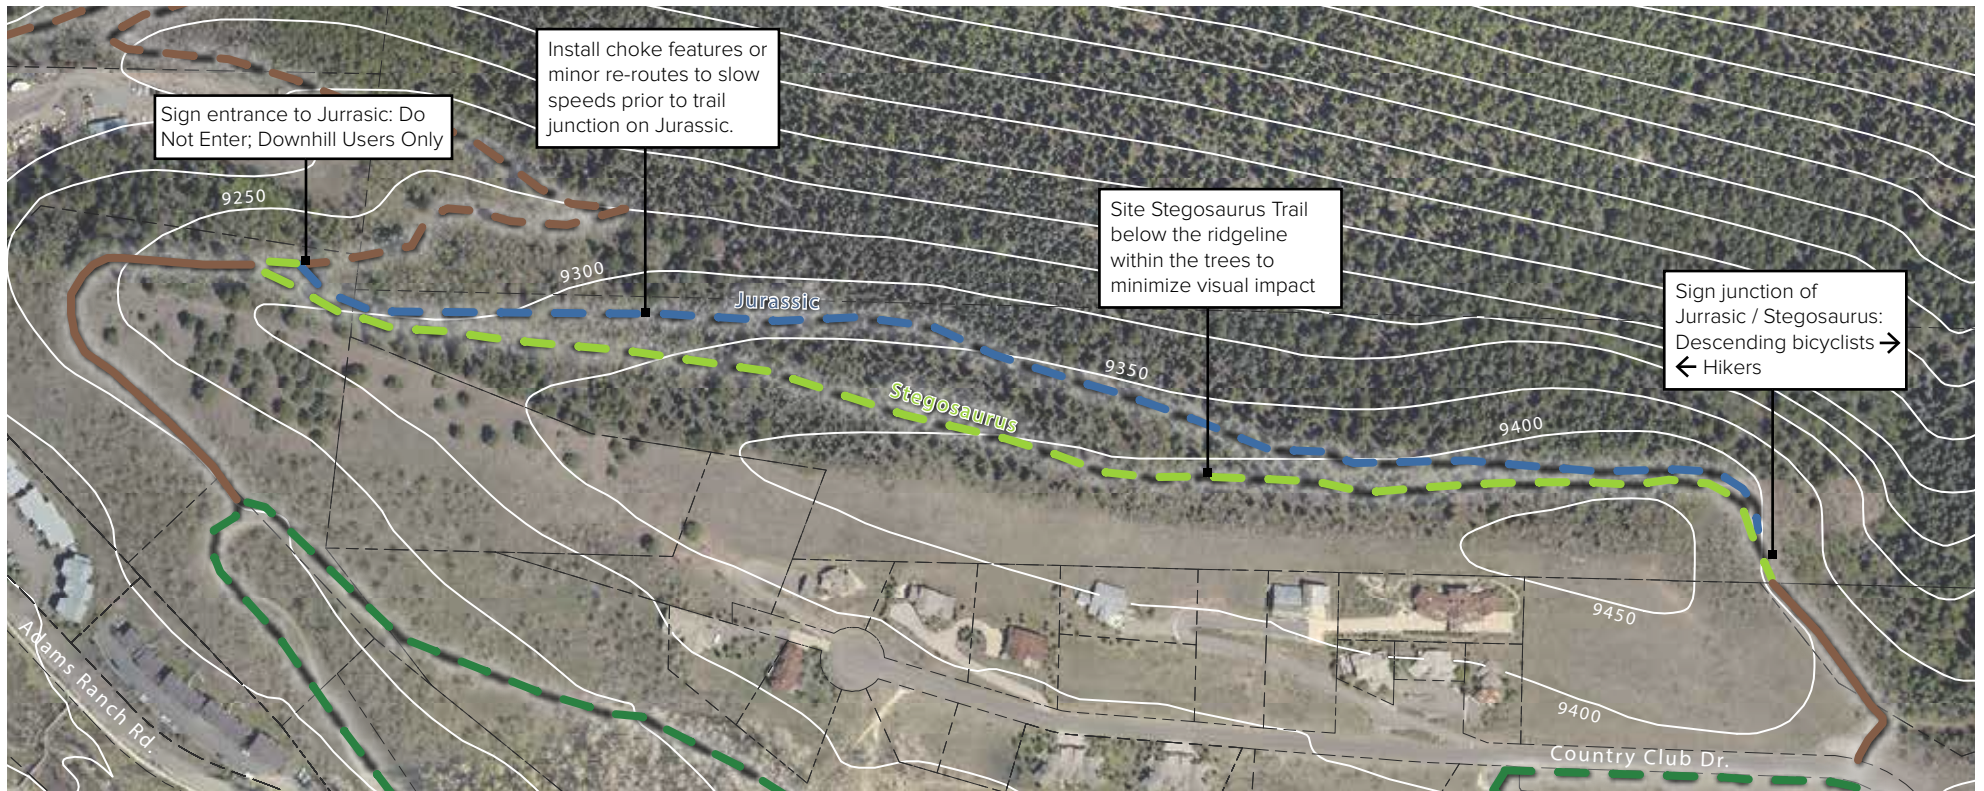 Install choke features or
minor re-routes to slow
speeds prior to trail
junction on Jurassic.
Sign entrance to Jurrasic: Do
Not Enter; Downhill Users Only
9250
Site Stegosaurus Trail
below the ridgeline
within the trees to
minimize visual impact
9300
Jurassic
Sign junction of
Jurrasic / Stegosaurus:
Descending bicyclists →
← Hikers
9350
Stegosaurus
9400
9450
Adams Ranch Rd.
9400
Country Club Dr.